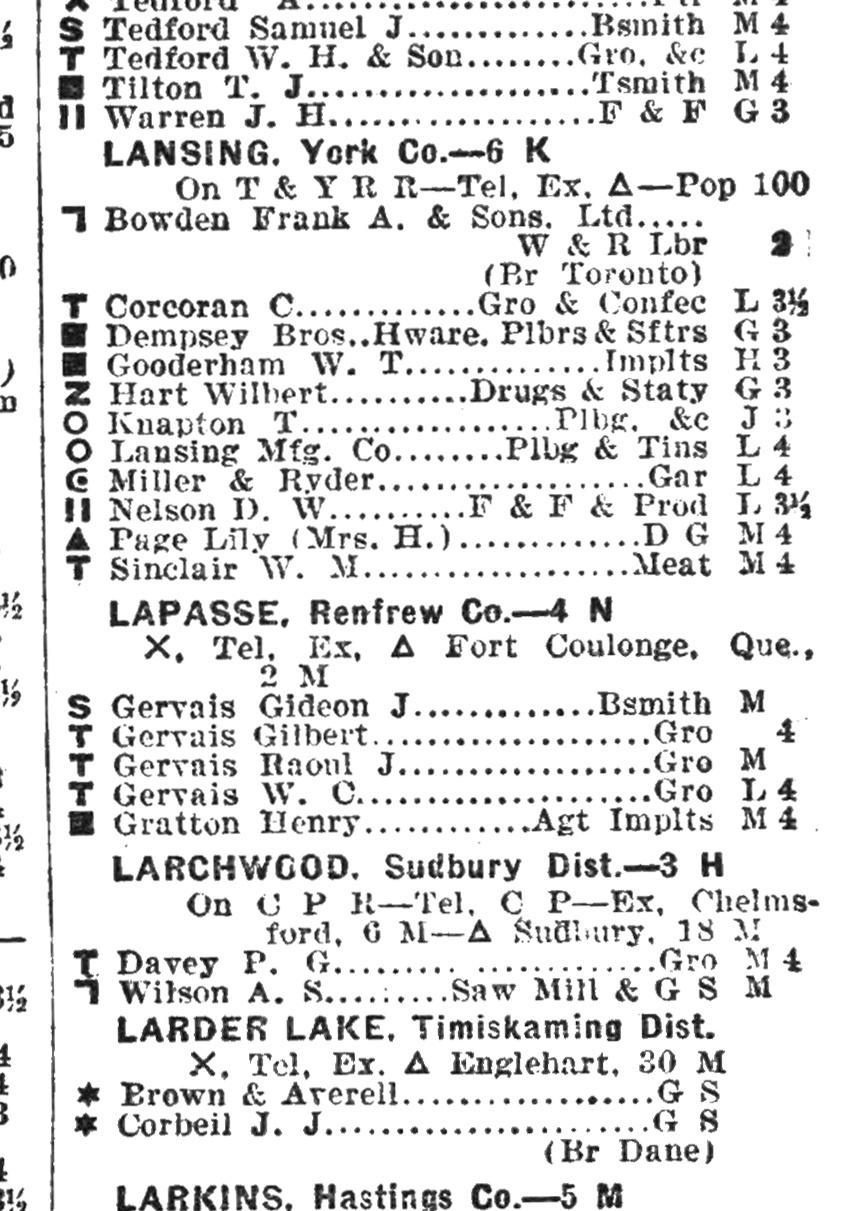 Tedford A. M 4
S Tedford Samuel J.............Bsmith M 4
T Tedford W. H. & Son........Gro. &c L 4
■ Tilton T. J....................Tsmith M 4
II Warren J. H...................F & F G 3
LANSING, York Co.—6 K
On T & Y R R—Tel, Ex, Δ—Pop 100
ㄱ Bowden Frank A. & Sons, Ltd.....
W & R Lbr 2
(Br Toronto)
T Corcoran C.............Gro & Confec L 3½
■ Dempsey Bros..Hware, Plbrs & Sftrs G 3
■ Gooderham W. T..............Implts H 3
Z Hart Wilbert..........Drugs & Staty G 3
O Knapton T...................Plbg, &c J 3
O Lansing Mfg. Co........Plbg & Tins L 4
Miller & Ryder...................Gar L 4
II Nelson D. W..........F & F & Prod L 3½
▲ Page Lily (Mrs. H.).............D G M 4
T Sinclair W. M...................Meat M 4
LAPASSE, Renfrew Co.—4 N
X, Tel, Ex, Δ Fort Coulonge, Que.,
2 M
S Gervais Gideon J.............Bsmith M
T Gervais Gilbert....................Gro 4
T Gervais Raoul J..................Gro M
T Gervais W. C.....................Gro L 4
■ Gratton Henry............Agt Implts M 4
LARCHWOOD, Sudbury Dist.—3 H
On C P R—Tel, C P—Ex, Chelms-
ford, 6 M—Δ Sudbury, 18 M
T Davey P. G......... .............Gro M 4
ㄱ Wilson A. S.........Saw Mill & G S M
LARDER LAKE, Timiskaming Dist.
X, Tel, Ex. Δ Englehart, 30 M
* Brown & Averell..................G S
* Corbeil J. J.......................G S
(Br Dane)
LARKINS, Hastings Co.—5 M